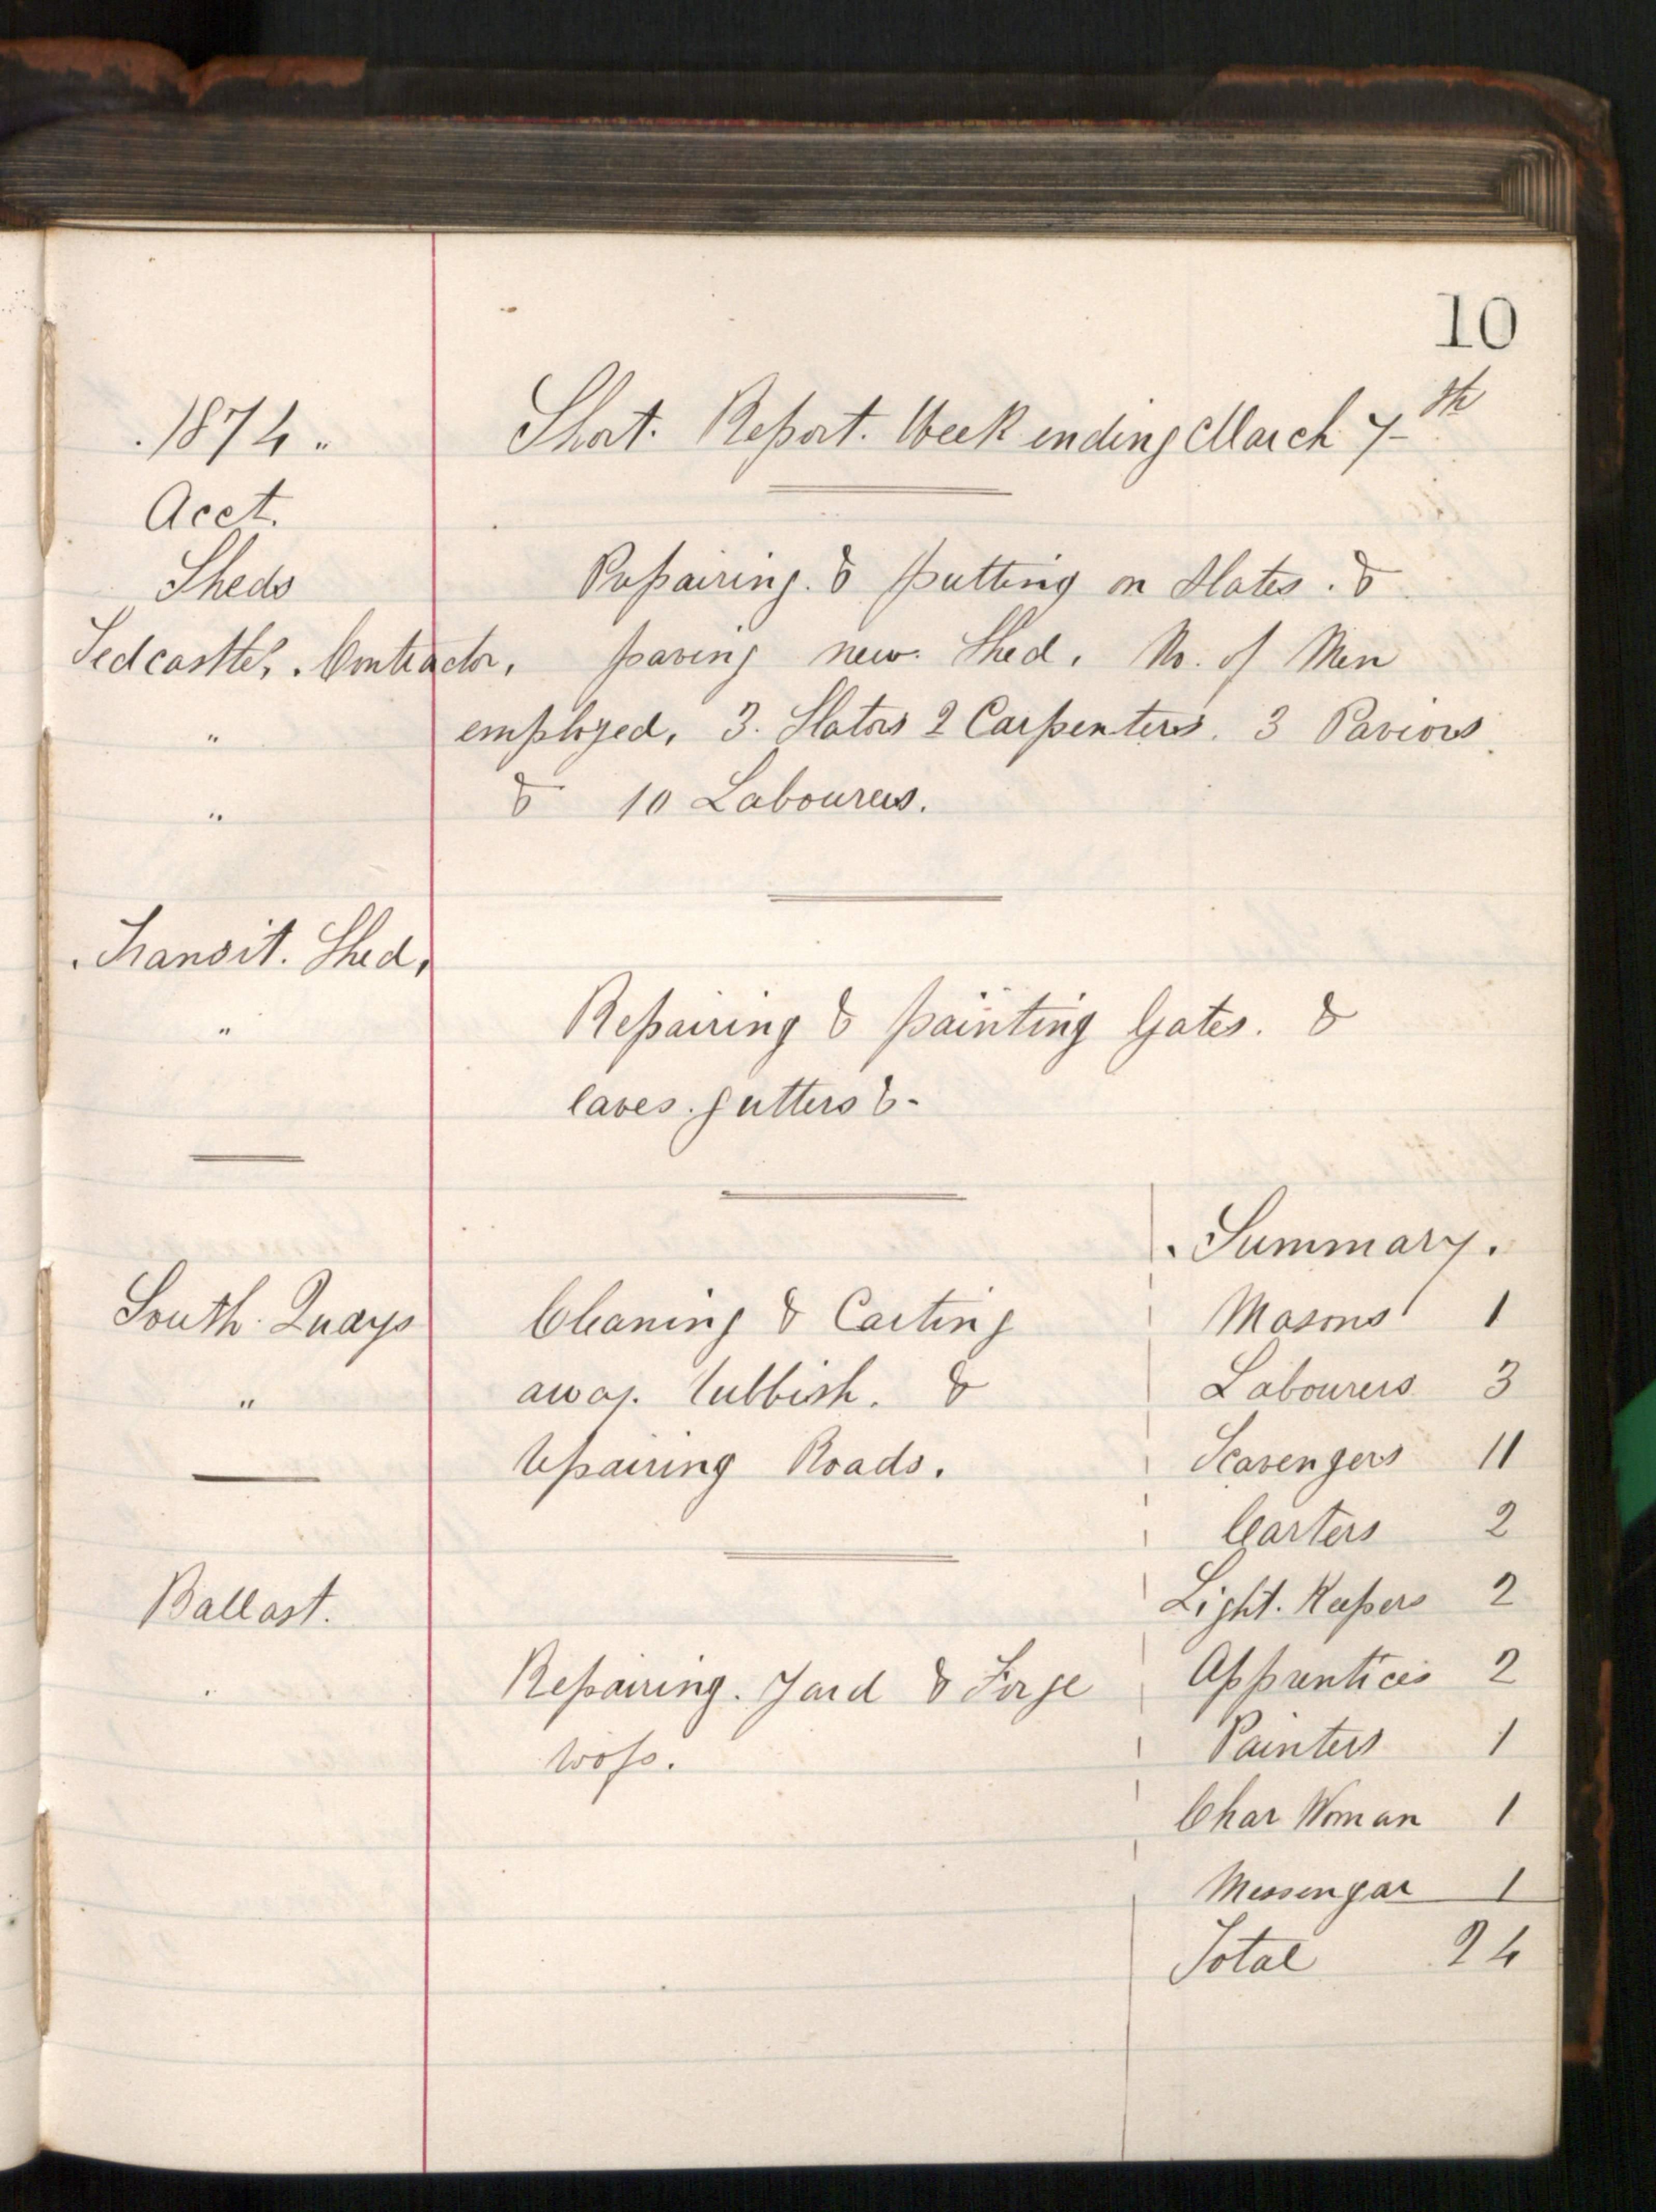 10
.1874.. Short. Report. Week ending March 7th
Acct.
Sheds Repairing. & putting on Slates. &
Tedcastles, . Contractor, paving new. Shed. No. of Men
" employed, 3. Slators 2 Carpenters. 3 Paviors
" & 10 Labourers.
. Transit. Shed,
" Repairing & painting Gates. &
Eaves. gutters &-
. Summary.
South. Quays Cleaning & Carting Masons 1
" away. rubbish. & Labourers 3
repairing Roads. Scavengers 11
Carters 2
Ballast. Light. Keepers 2
Repairing. Yard & Forge Apprentices 2
Painters 1
Char Woman 1
Messengar 1
Total 24